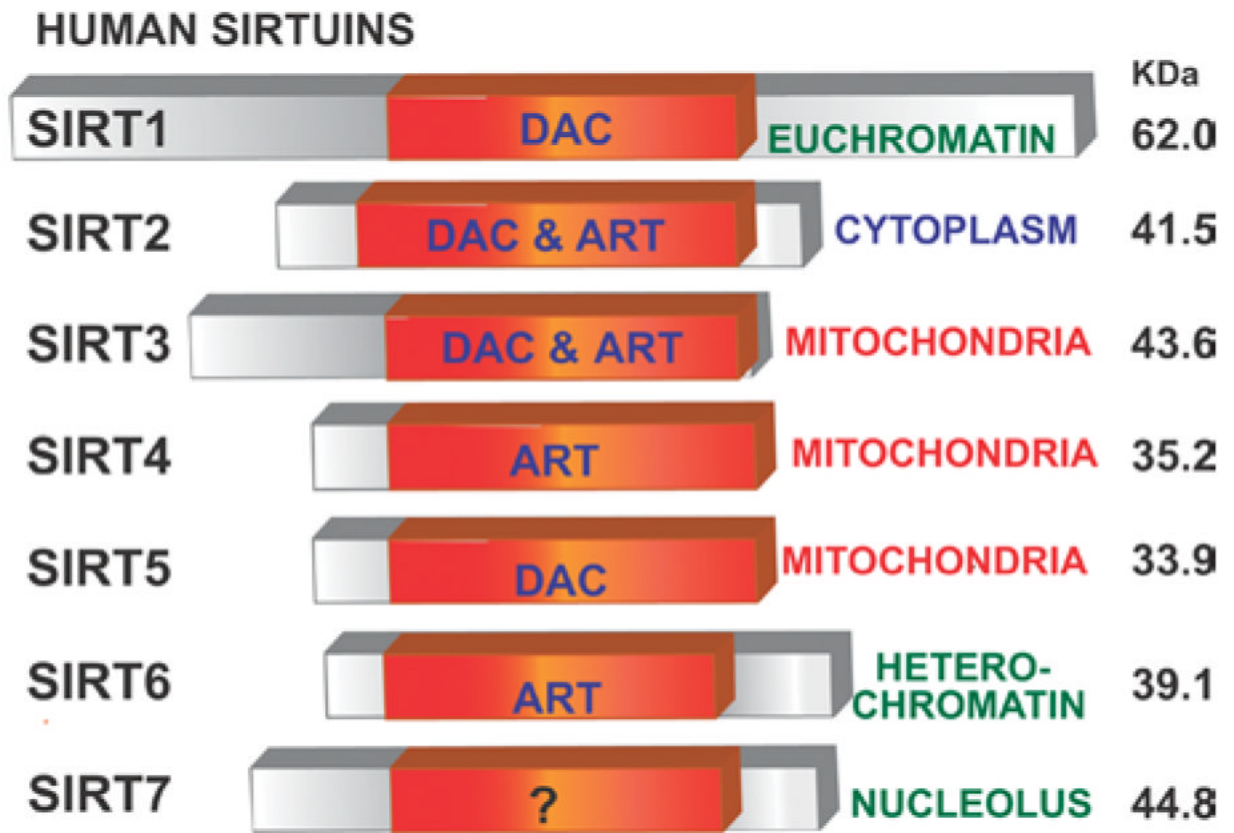 HUMAN SIRTUINS
KDa
SIRT1 DAC EUCHROMATIN 62.0
SIRT2 DAC & ART CYTOPLASM 41.5
SIRT3 DAC & ART MITOCHONDRIA 43.6
SIRT4 ART MITOCHONDRIA 35.2
SIRT5 DAC MITOCHONDRIA 33.9
SIRT6 ART HETERO-
CHROMATIN 39.1
SIRT7 ? NUCLEOLUS 44.8